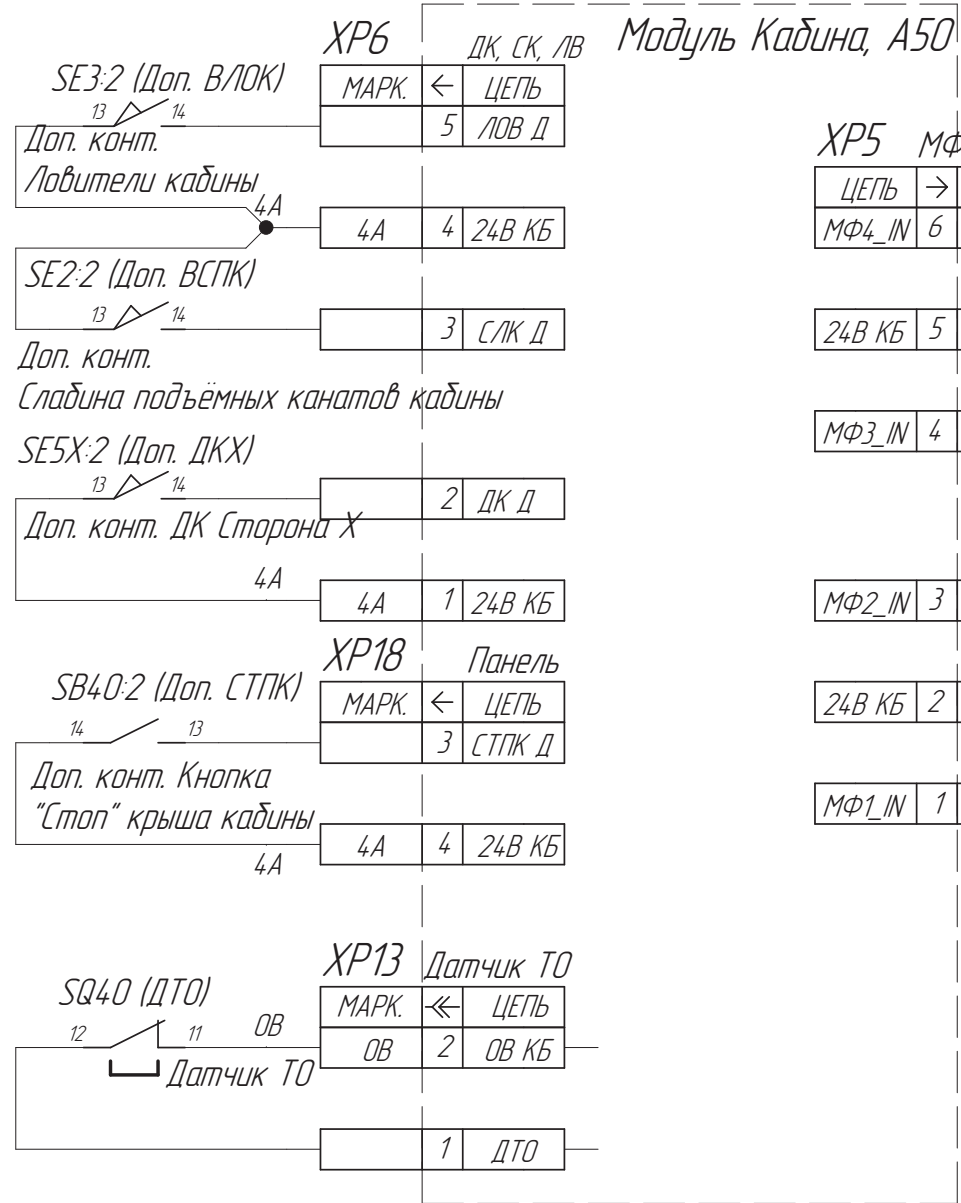 XP6
ДК, СК, ЛВ
Модуль Кабина, А50
SE3:2 (Доп. ВЛОК)
МАРК. ← ЦЕПЬ
13 14
5 ЛОВ Д
Доп. конт.
Ловители кабины
4А
4А 4 24В КБ
SE2:2 (Доп. ВСПК)
13 14
3 СЛК Д
Доп. конт.
Слабина подъёмных канатов кабины
SE5X:2 (Доп. ДКХ)
13 14
2 ДК Д
Доп. конт. ДК Сторона Х
4А
4А 1 24В КБ
XP18
Панель
SB40:2 (Доп. СТПК)
МАРК. ← ЦЕПЬ
14 13
3 СТПК Д
Доп. конт. Кнопка
"Стоп" крыша кабины
4А
4А 4 24В КБ
XP13
Датчик ТО
SQ40 (ДТО)
МАРК. ЦЕПЬ
12 11 0В
0В 2 0В КБ
Датчик ТО
1 ДТО
XP5 МФ
ЦЕПЬ →
МФ4_IN 6
24В КБ 5
МФ3_IN 4
МФ2_IN 3
24В КБ 2
МФ1_IN 1